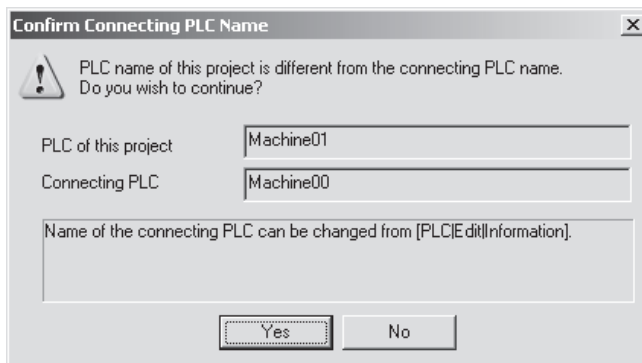 Confirm Connecting PLC Name
PLC name of this project is different from the connecting PLC name.
Do you wish to continue?
PLC of this project
Machine01
Connecting PLC
Machine00
Name of the connecting PLC can be changed from [PLC|Edit|Information].
Yes
No